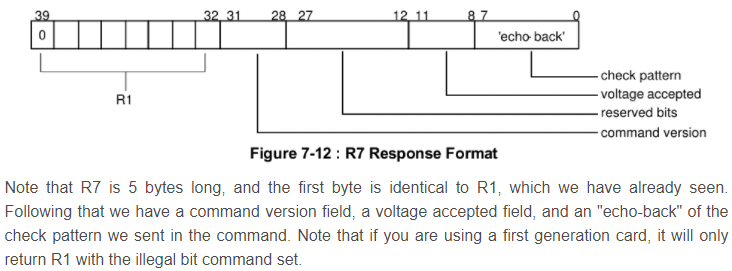 39 32 31 28 27 12 11 8 7 0
0 'echo back'
R1
check pattern
voltage accepted
reserved bits
command version
Figure 7-12 : R7 Response Format
Note that R7 is 5 bytes long, and the first byte is identical to R1, which we have already seen.
Following that we have a command version field, a voltage accepted field, and an "echo-back" of the
check pattern we sent in the command. Note that if you are using a first generation card, it will only
return R1 with the illegal bit command set.